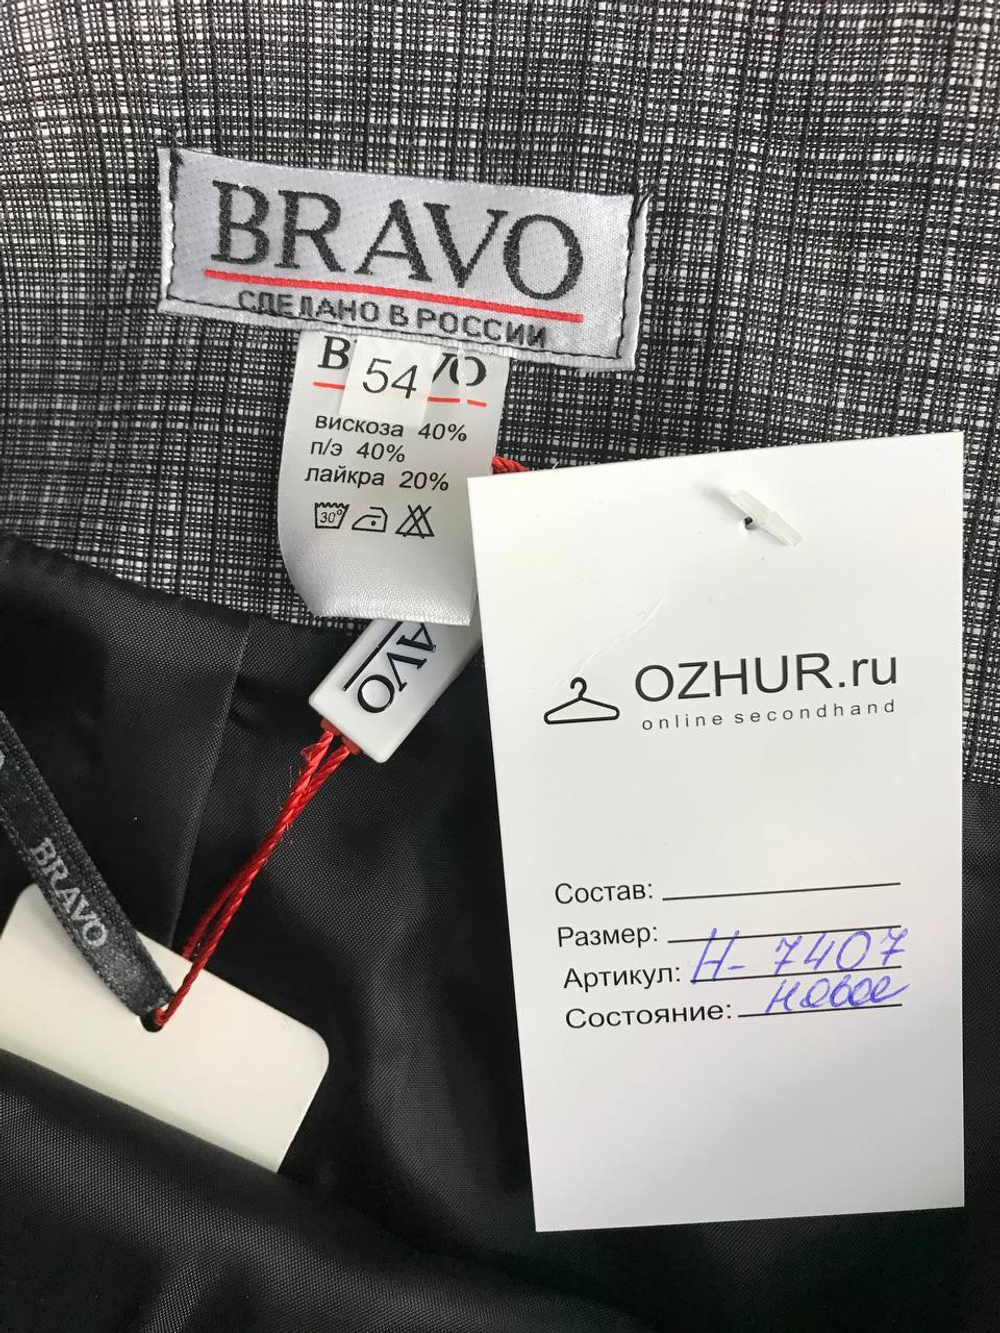 BRAVO
СДЕЛАНО В РОССИИ
54
вискоза 40%
п/э 40%
лайкра 20%
30°
BRAVO
OZHUR.ru
online secondhand
Состав:
Размер:
Артикул: Н-7407
Состояние: новое